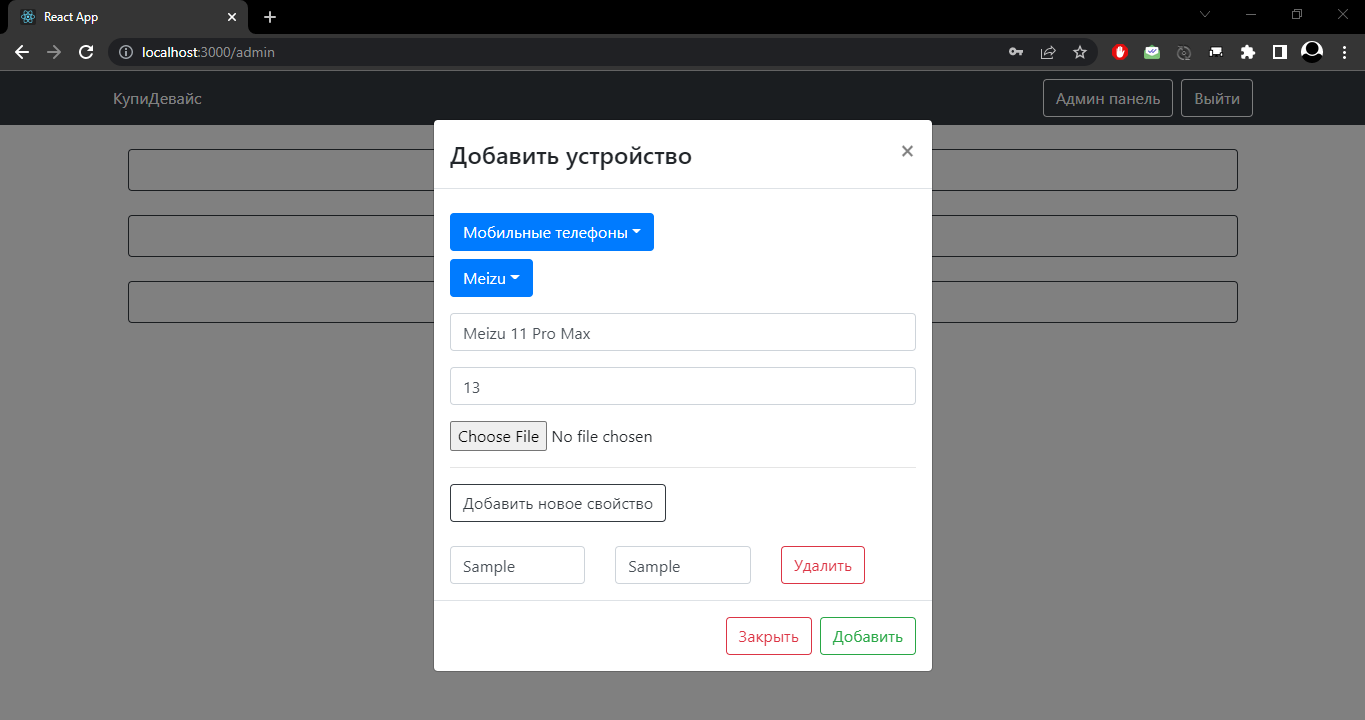 React App
localhost:3000/admin
КупиДевайс
Админ панель
Выйти
Добавить устройство
Мобильные телефоны
Meizu
Meizu 11 Pro Max
13
Choose File No file chosen
Добавить новое свойство
Sample Sample Удалить
Закрыть Добавить